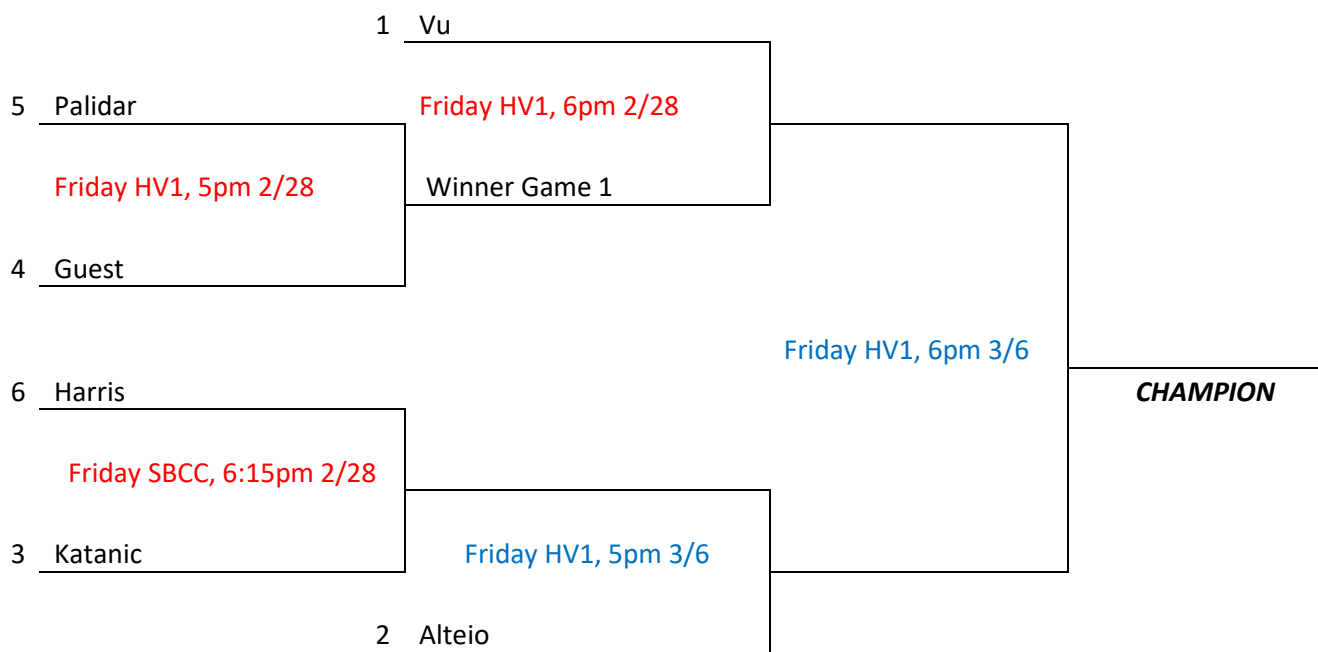 1 Vu
5 Palidar Friday HV1, 6pm 2/28
Friday HV1, 5pm 2/28 Winner Game 1
4 Guest
Friday HV1, 6pm 3/6
6 Harris CHAMPION
Friday SBCC, 6:15pm 2/28
3 Katanic Friday HV1, 5pm 3/6
2 Alteio